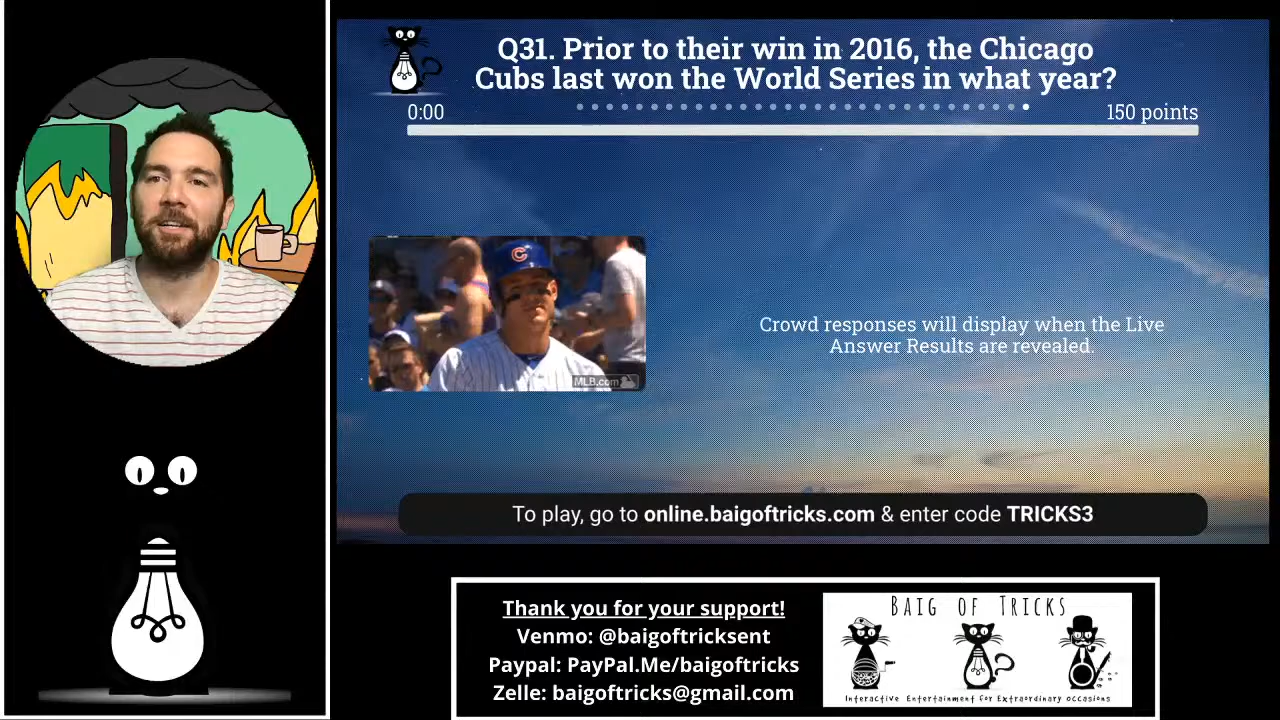 Q31. Prior to their win in 2016, the Chicago
Cubs last won the World Series in what year?
0:00
150 points
C
MLB.com
Crowd responses will display when the Live
Answer Results are revealed
To play, go to online.baigoftricks.com & enter code TRICKS3
Thank you for your support!
Venmo: @baigoftricksent
Paypal: PayPal.Me/baigoftricks
Zelle: baigoftricks@gmail.com
BAIG OF TRICKS
Interactive Entertainment for Extraordinary occasions